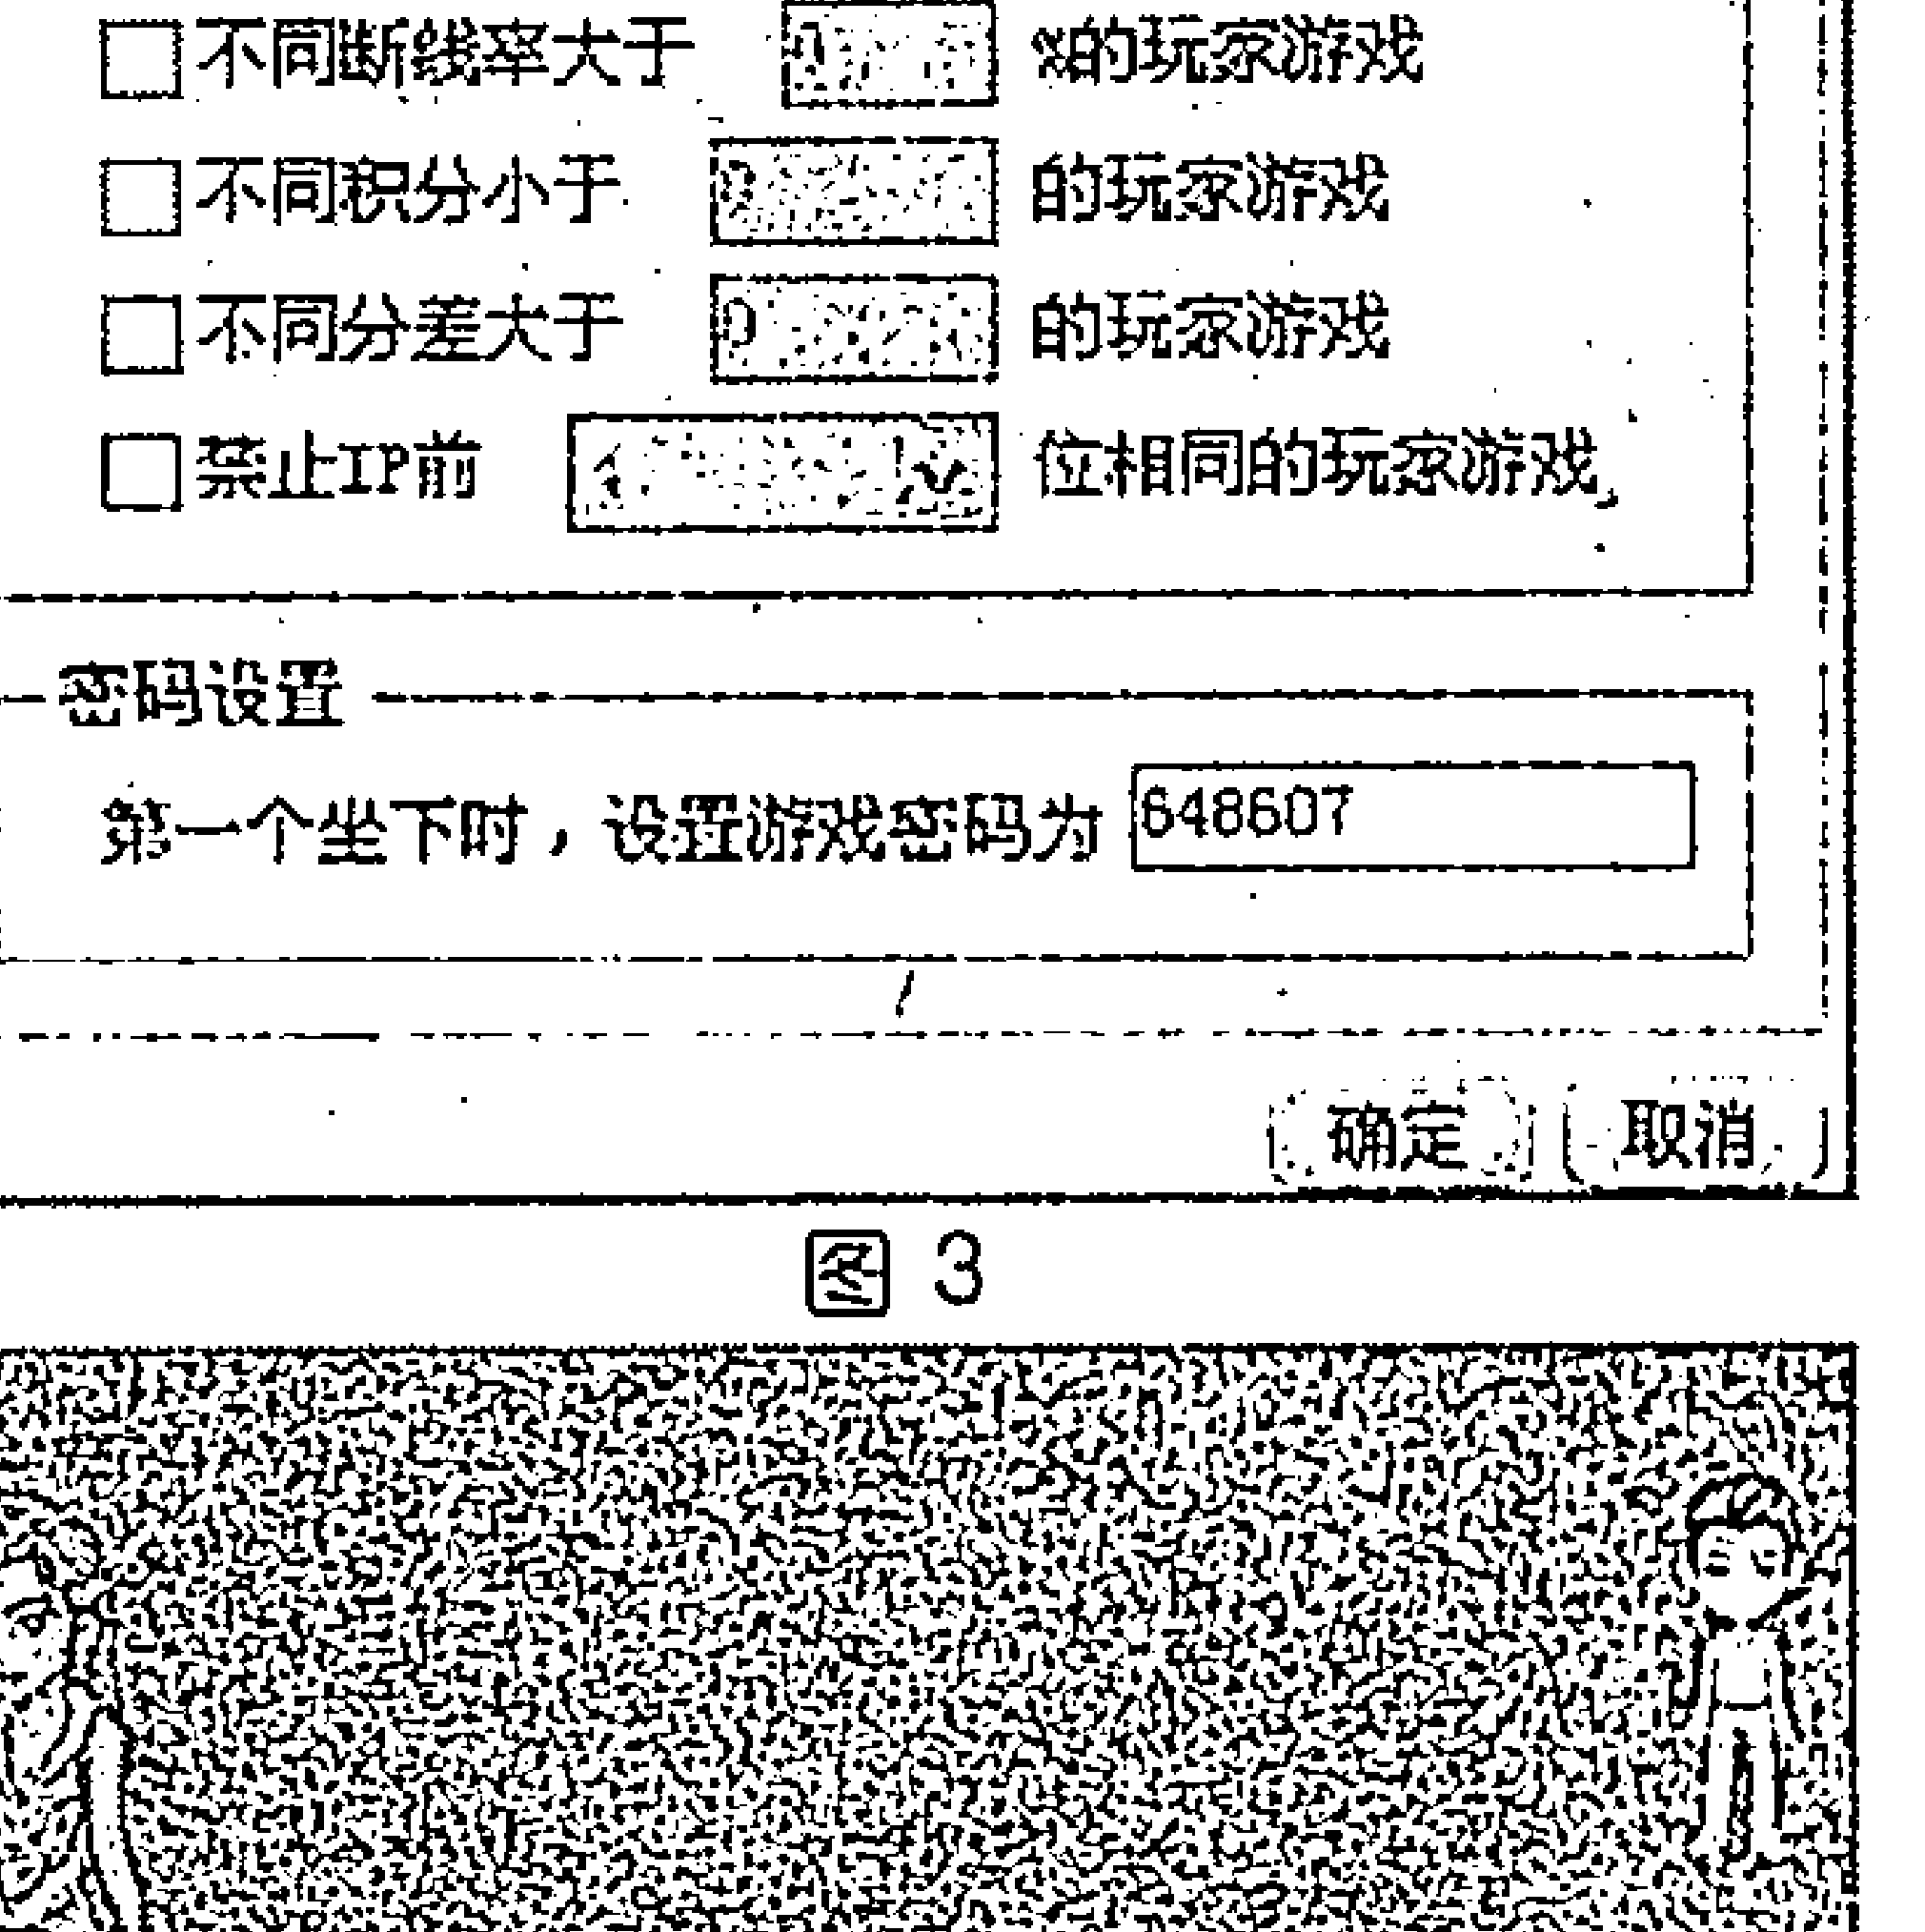 不同断线率大于 %的玩家游戏
不同积分小于 0 的玩家游戏
不同分差大于 0 的玩家游戏
禁止IP前 位相同的玩家游戏
密码设置
第一个坐下时，设置游戏密码为 648607
确定 取消
图 3